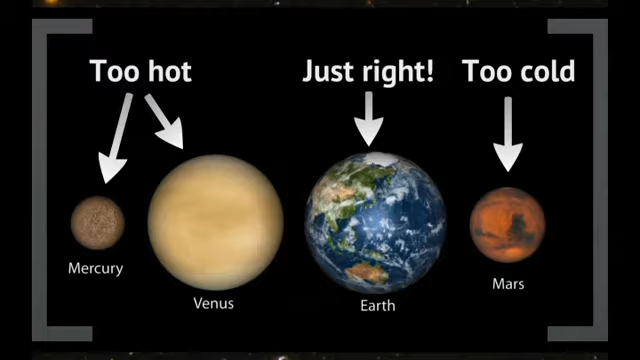 Too hot
Just right!
Too cold
Mercury
Venus
Earth
Mars